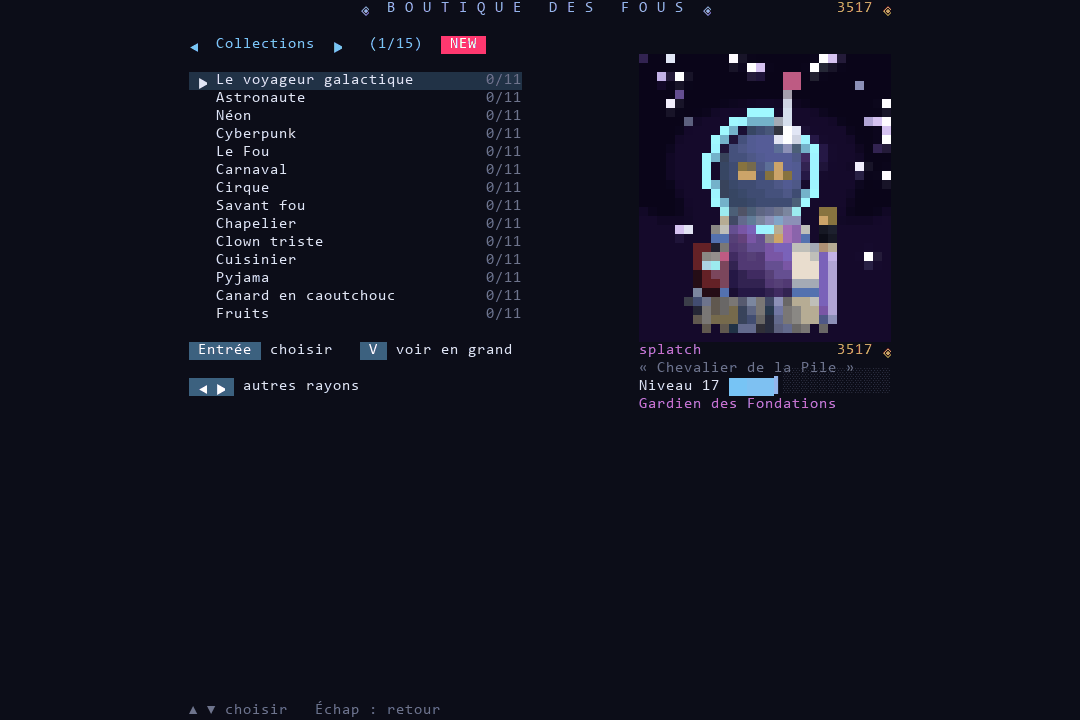 ◈ BOUTIQUE DES FOUS ◈ 3517 ◈
◀ Collections ▶ (1/15) NEW
▶ Le voyageur galactique 0/11
Astronaute 0/11
Néon 0/11
Cyberpunk 0/11
Le Fou 0/11
Carnaval 0/11
Cirque 0/11
Savant fou 0/11
Chapelier 0/11
Clown triste 0/11
Cuisinier 0/11
Pyjama 0/11
Canard en caoutchouc 0/11
Fruits 0/11
Entrée choisir V voir en grand
◀ ▶ autres rayons
splatch 3517 ◈
« Chevalier de la Pile »
Niveau 17
Gardien des Fondations
▲ ▼ choisir Échap : retour